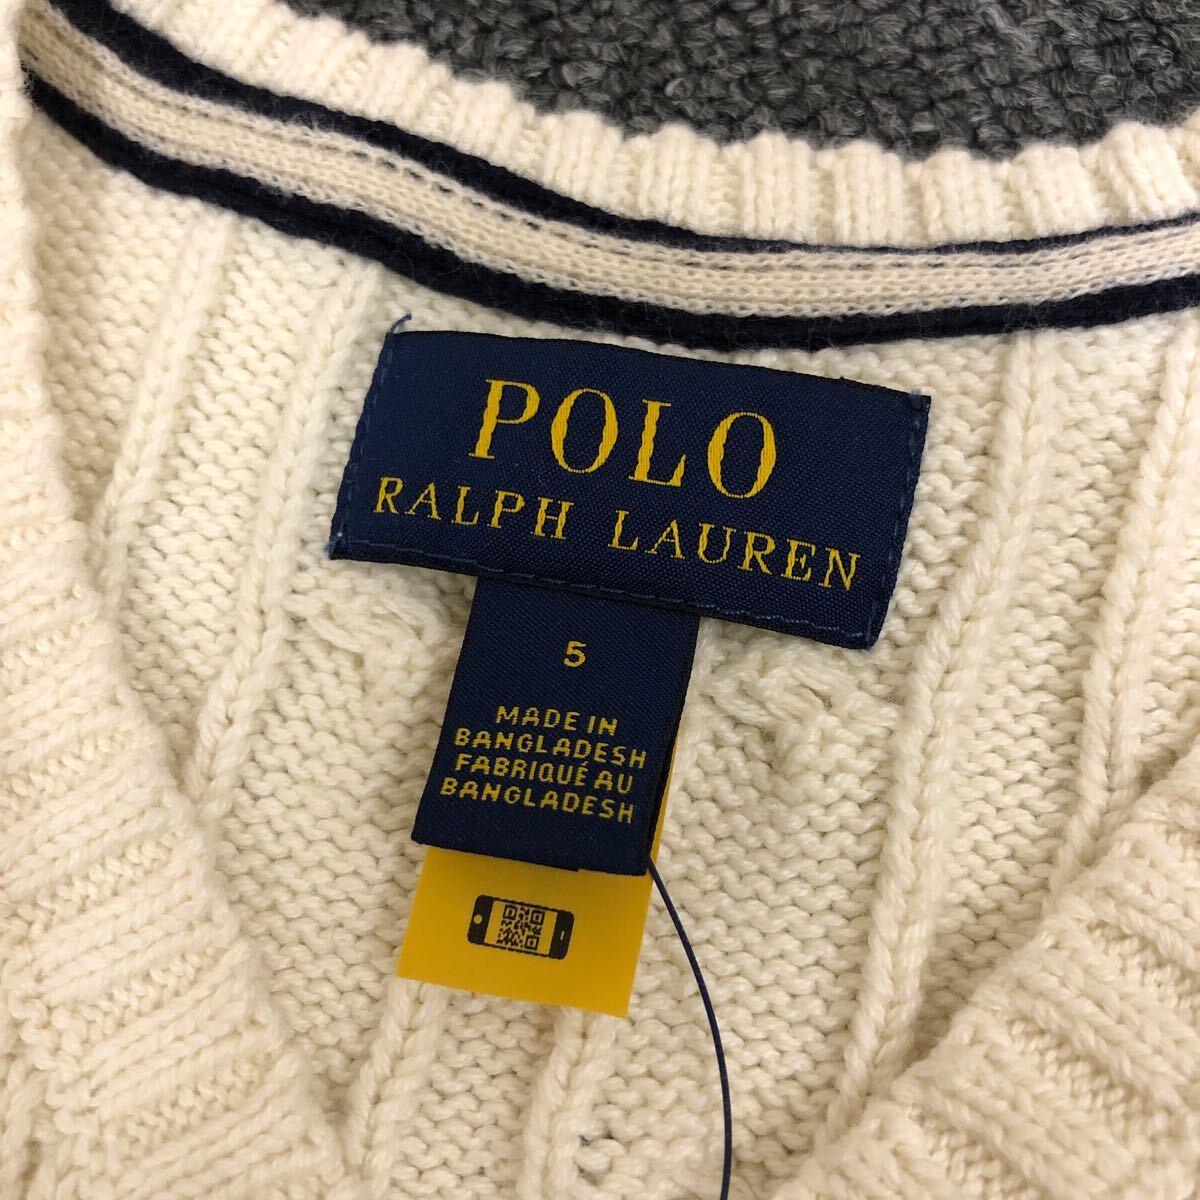 POLO
RALPH LAUREN
5
MADE IN
BANGLADESH
FABRIQUÉ AU
BANGLADESH